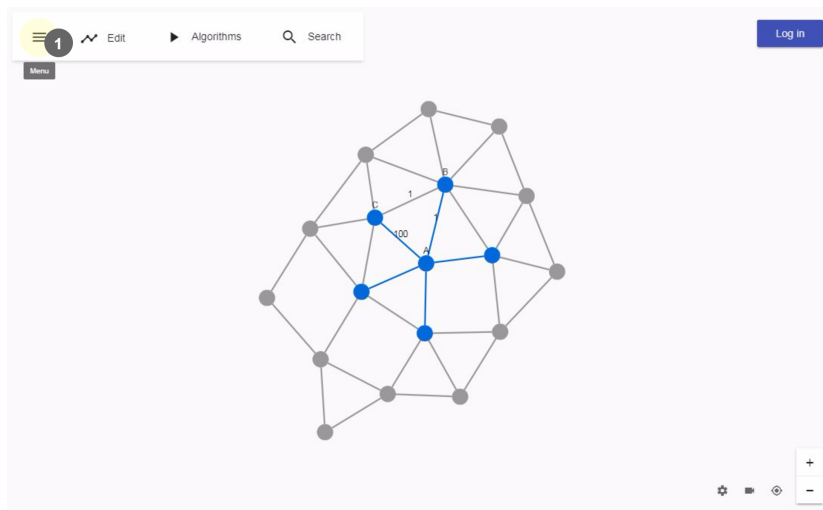 1
Edit
Algorithms
Search
Log in
Menu
B
1
C
1
100
A
+
−